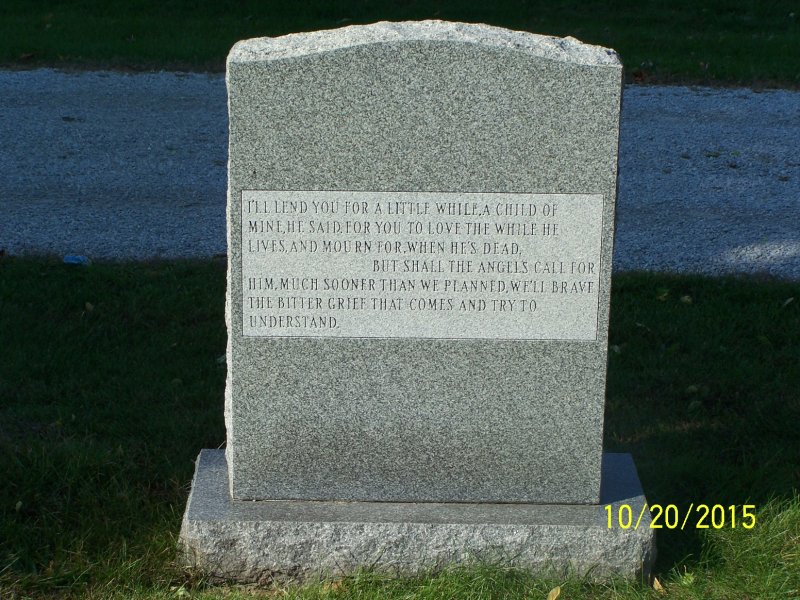 I'LL LEND YOU FOR A LITTLE WHILE,A CHILD OF
MINE,HE SAID.FOR YOU TO LOVE THE WHILE HE
LIVES,AND MOURN FOR,WHEN HE'S DEAD.
BUT SHALL THE ANGELS CALL FOR
HIM,MUCH SOONER THAN WE PLANNED,WE'LL BRAVE
THE BITTER GRIEF THAT COMES AND TRY TO
UNDERSTAND.
10/20/2015